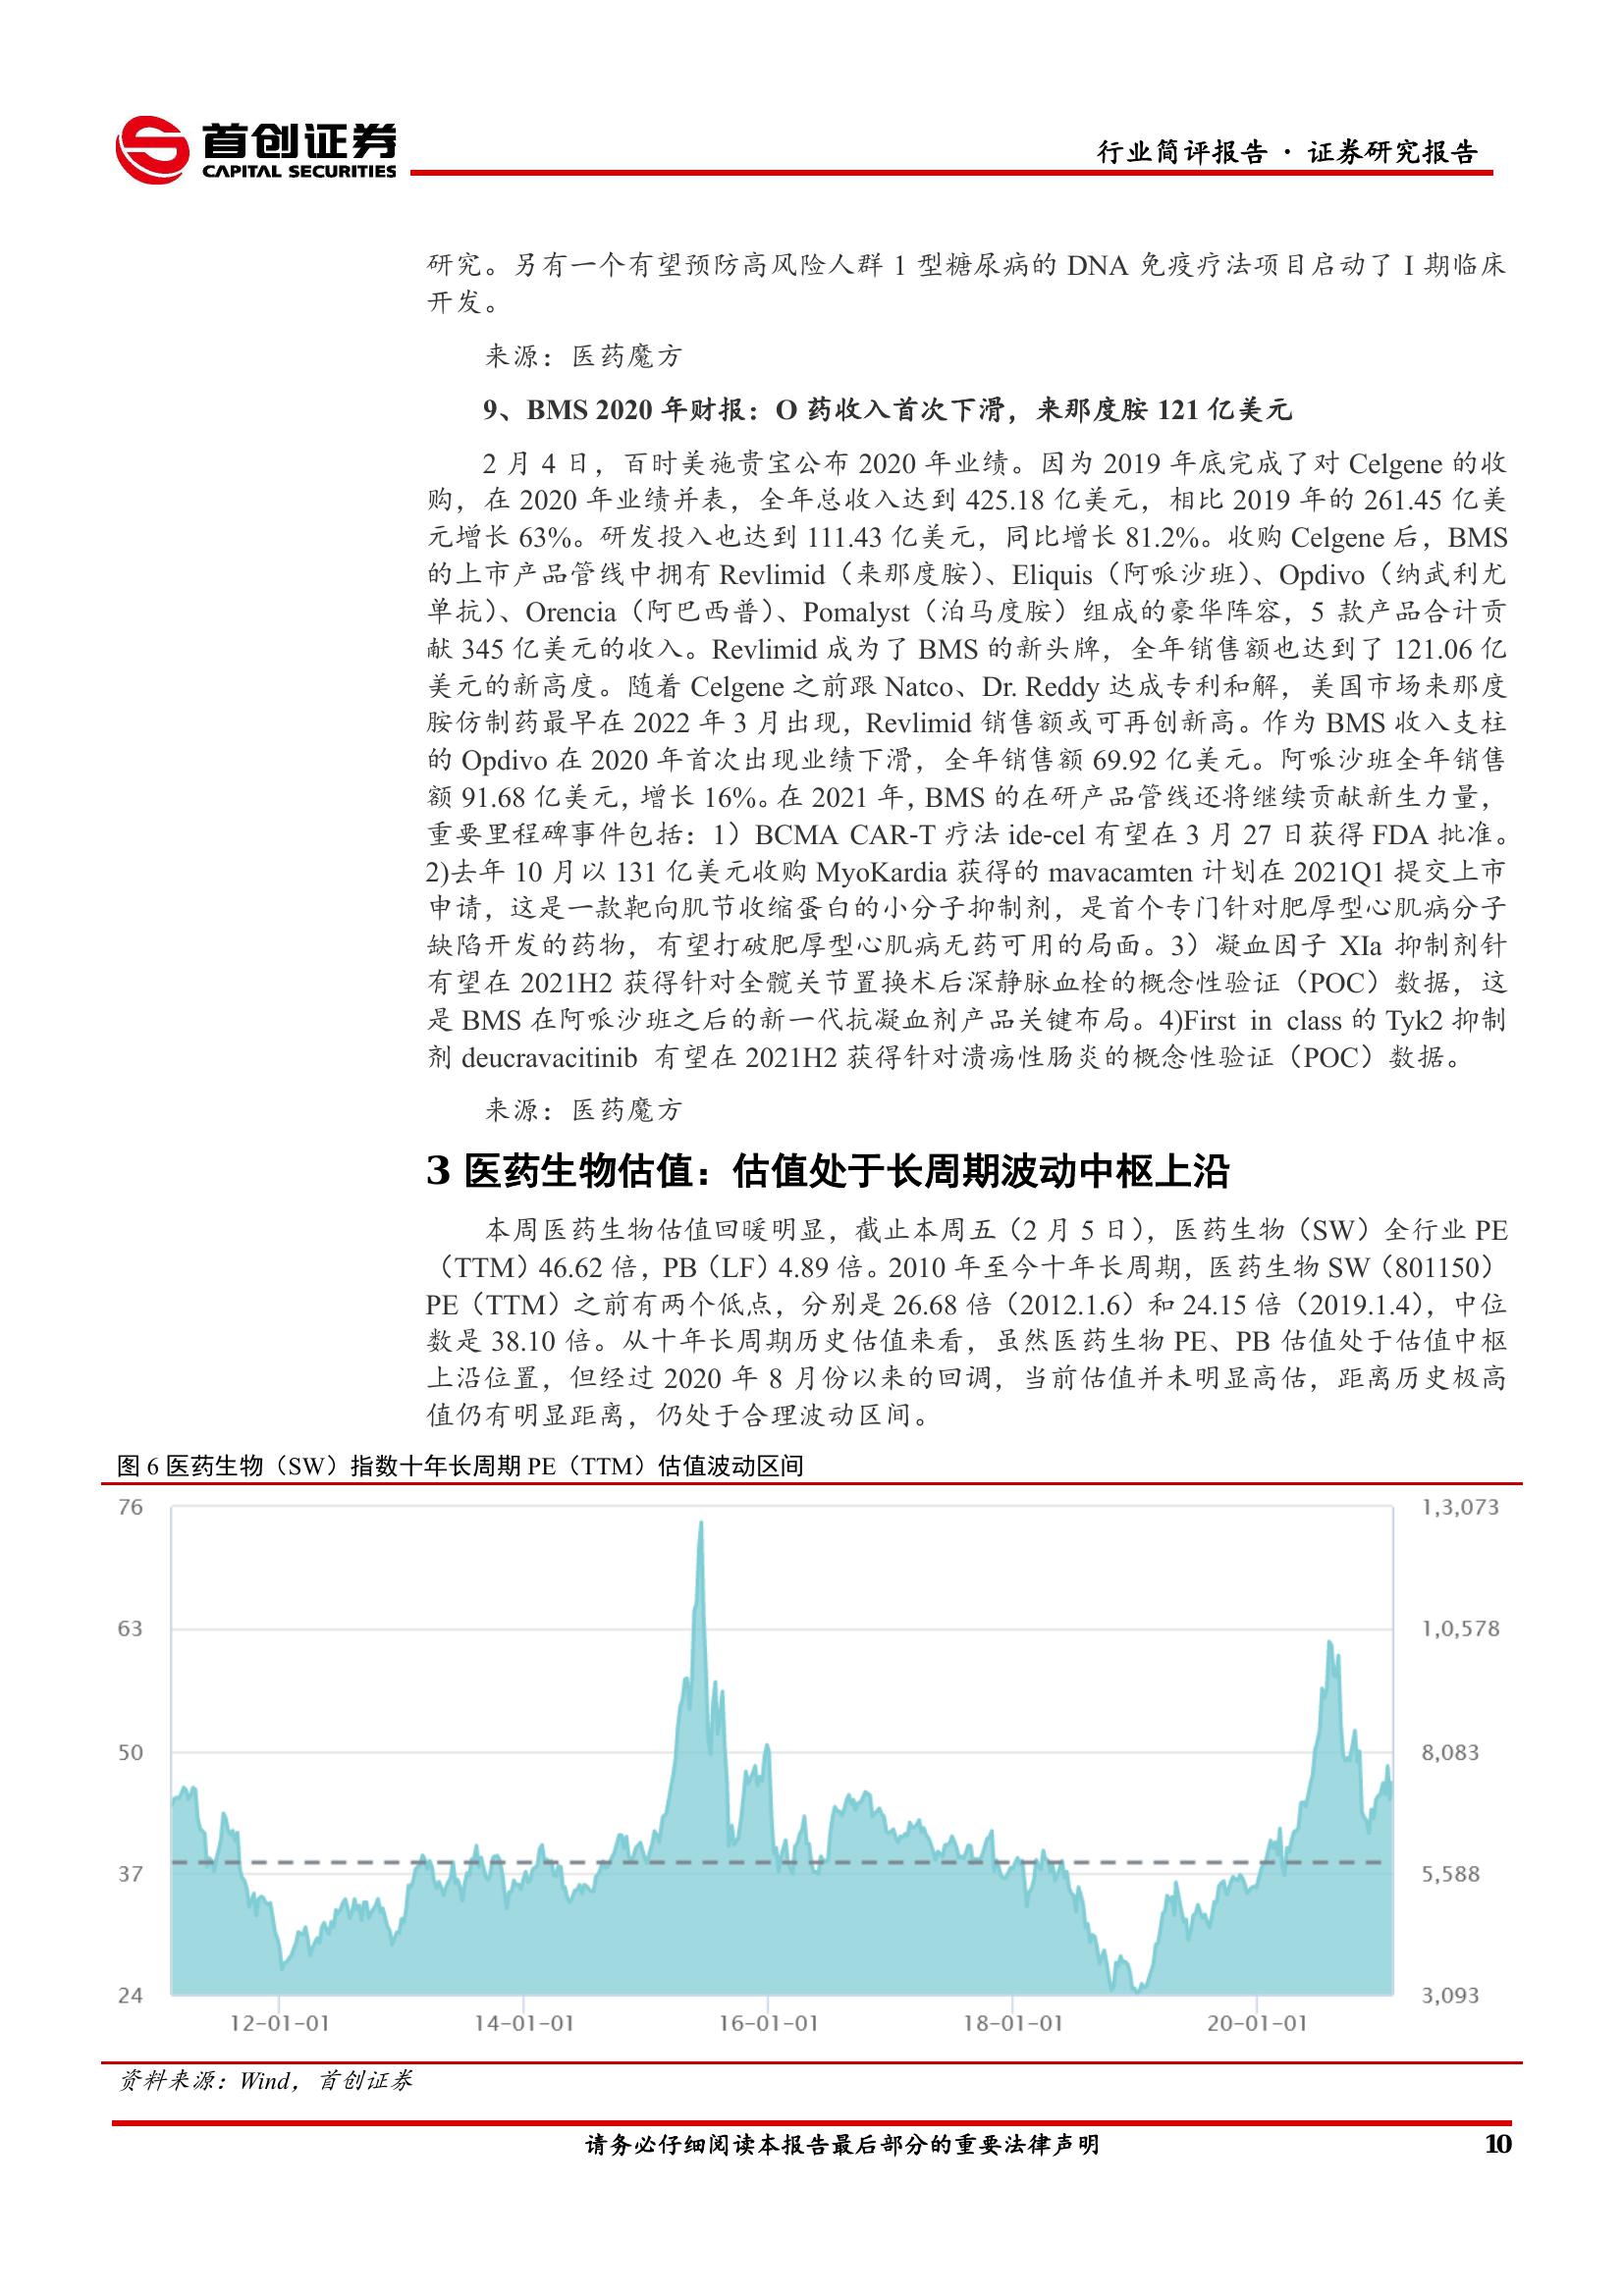 首创证券
CAPITAL SECURITIES
行业简评报告 · 证券研究报告
研究。另有一个有望预防高风险人群 1 型糖尿病的 DNA 免疫疗法项目启动了 I 期临床
开发。
来源：医药魔方
9、BMS 2020 年财报：O 药收入首次下滑，来那度胺 121 亿美元
2 月 4 日，百时美施贵宝公布 2020 年业绩。因为 2019 年底完成了对 Celgene 的收
购，在 2020 年业绩并表，全年总收入达到 425.18 亿美元，相比 2019 年的 261.45 亿美
元增长 63%。研发投入也达到 111.43 亿美元，同比增长 81.2%。收购 Celgene 后，BMS
的上市产品管线中拥有 Revlimid（来那度胺）、Eliquis（阿哌沙班）、Opdivo（纳武利尤
单抗）、Orencia（阿巴西普）、Pomalyst（泊马度胺）组成的豪华阵容，5 款产品合计贡
献 345 亿美元的收入。Revlimid 成为了 BMS 的新头牌，全年销售额也达到了 121.06 亿
美元的新高度。随着 Celgene 之前跟 Natco、Dr. Reddy 达成专利和解，美国市场来那度
胺仿制药最早在 2022 年 3 月出现，Revlimid 销售额或可再创新高。作为 BMS 收入支柱
的 Opdivo 在 2020 年首次出现业绩下滑，全年销售额 69.92 亿美元。阿哌沙班全年销售
额 91.68 亿美元，增长 16%。在 2021 年，BMS 的在研产品管线还将继续贡献新生力量，
重要里程碑事件包括：1）BCMA CAR-T 疗法 ide-cel 有望在 3 月 27 日获得 FDA 批准。
2)去年 10 月以 131 亿美元收购 MyoKardia 获得的 mavacamten 计划在 2021Q1 提交上市
申请，这是一款靶向肌节收缩蛋白的小分子抑制剂，是首个专门针对肥厚型心肌病分子
缺陷开发的药物，有望打破肥厚型心肌病无药可用的局面。3）凝血因子 XIa 抑制剂针
有望在 2021H2 获得针对全髋关节置换术后深静脉血栓的概念性验证（POC）数据，这
是 BMS 在阿哌沙班之后的新一代抗凝血剂产品关键布局。4)First in class 的 Tyk2 抑制
剂 deucravacitinib 有望在 2021H2 获得针对溃疡性肠炎的概念性验证（POC）数据。
来源：医药魔方
3 医药生物估值：估值处于长周期波动中枢上沿
本周医药生物估值回暖明显，截止本周五（2 月 5 日），医药生物（SW）全行业 PE
（TTM）46.62 倍，PB（LF）4.89 倍。2010 年至今十年长周期，医药生物 SW（801150）
PE（TTM）之前有两个低点，分别是 26.68 倍（2012.1.6）和 24.15 倍（2019.1.4），中位
数是 38.10 倍。从十年长周期历史估值来看，虽然医药生物 PE、PB 估值处于估值中枢
上沿位置，但经过 2020 年 8 月份以来的回调，当前估值并未明显高估，距离历史极高
值仍有明显距离，仍处于合理波动区间。
图 6 医药生物（SW）指数十年长周期 PE（TTM）估值波动区间
76 1,3,073
63 1,0,578
50 8,083
37 5,588
24 3,093
12-01-01 14-01-01 16-01-01 18-01-01 20-01-01
资料来源：Wind，首创证券
请务必仔细阅读本报告最后部分的重要法律声明 10